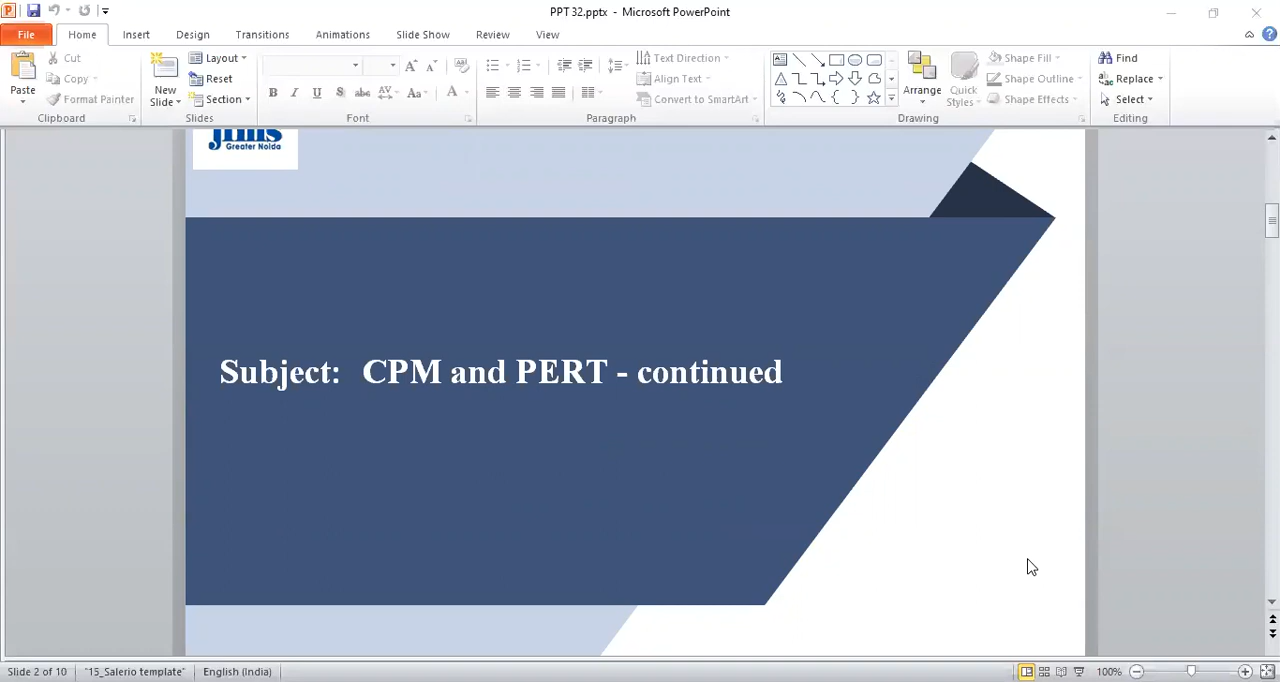 PPT 32.pptx - Microsoft PowerPoint
File Home Insert Design Transitions Animations Slide Show Review View
Cut Layout Text Direction Shape Fill Find
Copy Reset Align Text Shape Outline Replace
Paste Format Painter New Slide Section Convert to SmartArt Arrange Quick Styles Shape Effects Select
Clipboard Slides Font Paragraph Drawing Editing
jims
Greater Noida
Subject: CPM and PERT - continued
Slide 2 of 10 "15_Salerio template" English (India) 100%